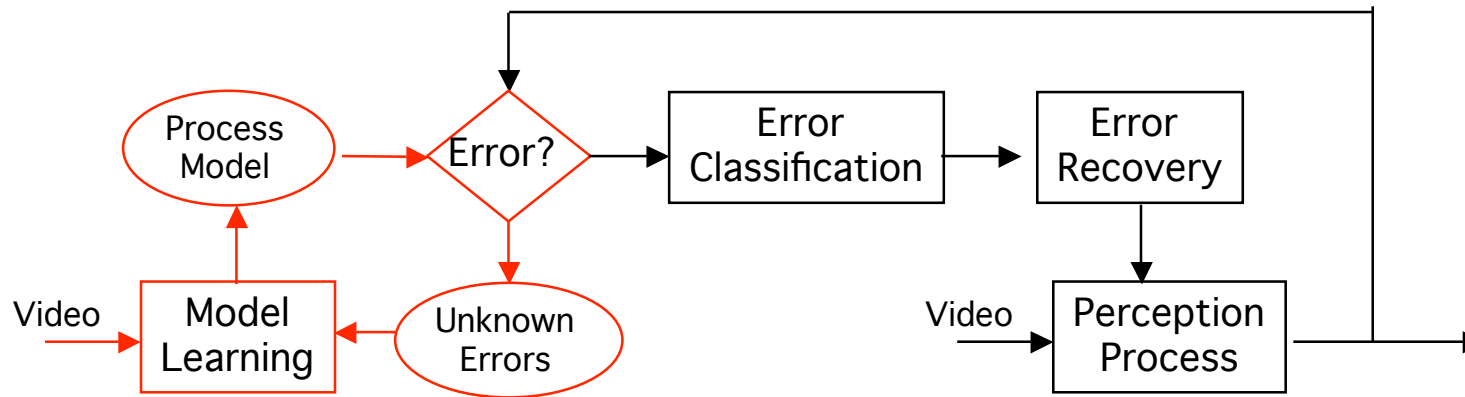 Process
Model
Error?
Error
Classification
Error
Recovery
Video
Model
Learning
Unknown
Errors
Video
Perception
Process